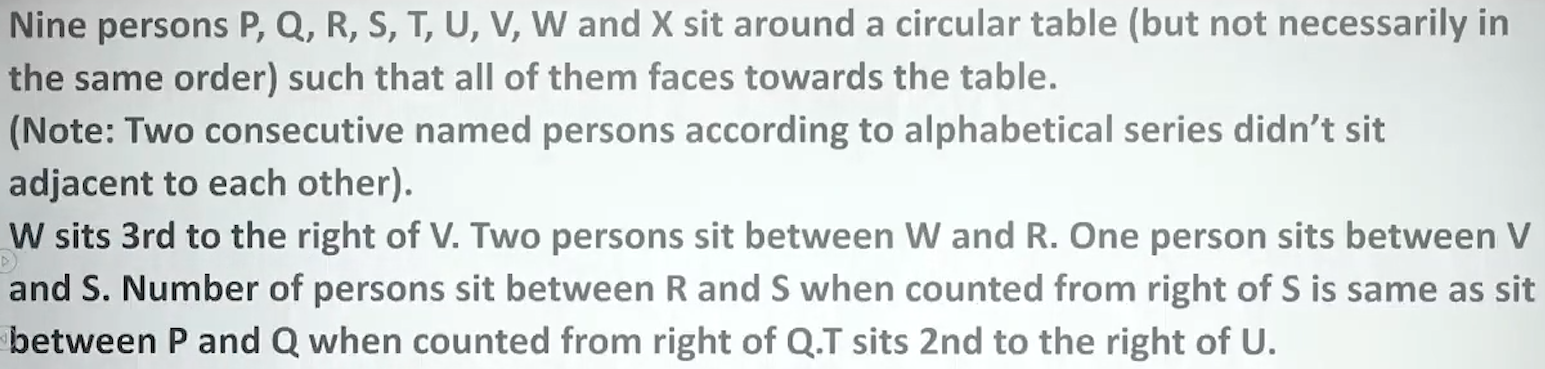 Nine persons P, Q, R, S, T, U, V, W and X sit around a circular table (but not necessarily in
the same order) such that all of them faces towards the table.
(Note: Two consecutive named persons according to alphabetical series didn't sit
adjacent to each other).
W sits 3rd to the right of V. Two persons sit between W and R. One person sits between V
and S. Number of persons sit between R and S when counted from right of S is same as sit
between P and Q when counted from right of Q.T sits 2nd to the right of U.